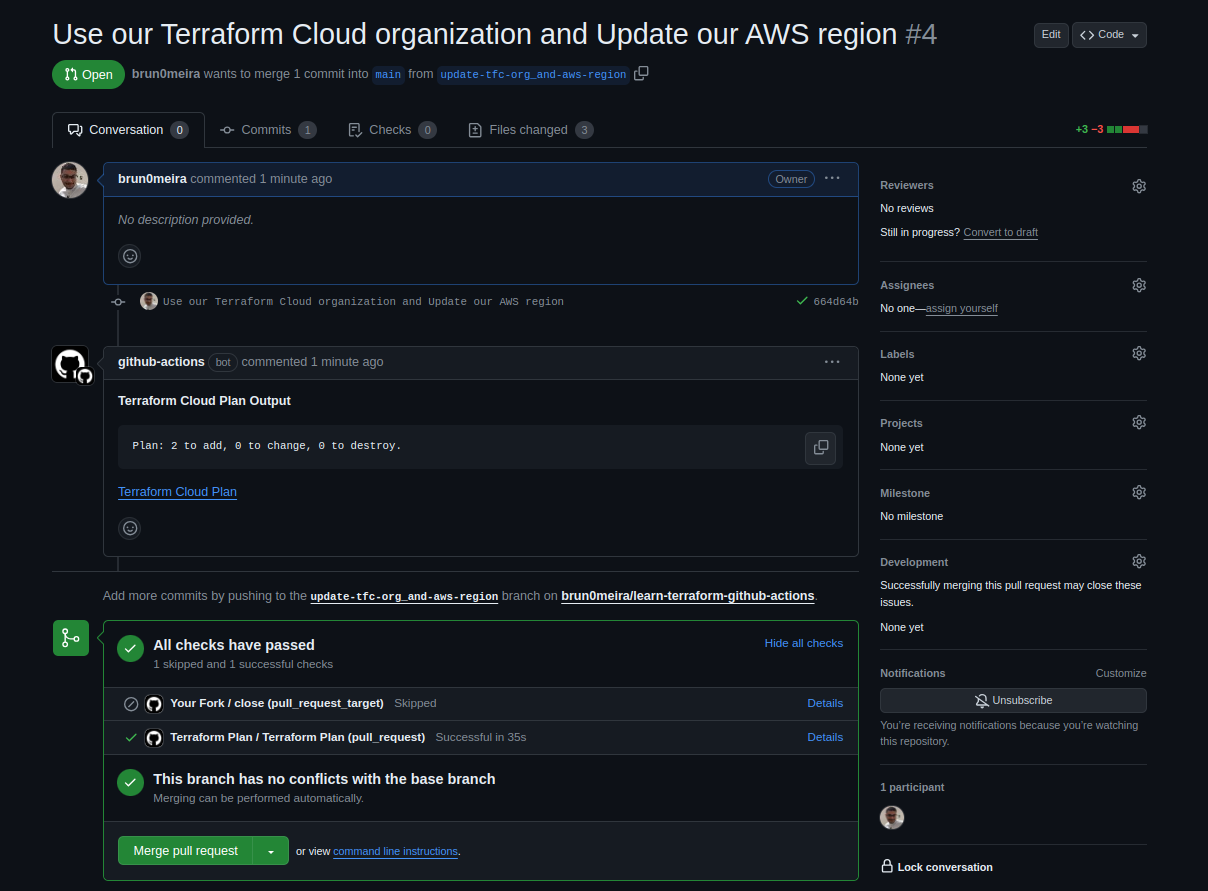 Use our Terraform Cloud organization and Update our AWS region #4
Edit
Code
Open
brun0meira wants to merge 1 commit into main from update-tfc-org_and-aws-region
Conversation 0
Commits 1
Checks 0
Files changed 3
+3 −3
brun0meira commented 1 minute ago
Owner
No description provided.
Use our Terraform Cloud organization and Update our AWS region
664d64b
github-actions bot commented 1 minute ago
Terraform Cloud Plan Output
Plan: 2 to add, 0 to change, 0 to destroy.
Terraform Cloud Plan
Add more commits by pushing to the update-tfc-org_and-aws-region branch on brun0meira/learn-terraform-github-actions.
All checks have passed
Hide all checks
1 skipped and 1 successful checks
Your Fork / close (pull_request_target) Skipped
Details
Terraform Plan / Terraform Plan (pull_request) Successful in 35s
Details
This branch has no conflicts with the base branch
Merging can be performed automatically.
Merge pull request
or view command line instructions.
Reviewers
No reviews
Still in progress? Convert to draft
Assignees
No one—assign yourself
Labels
None yet
Projects
None yet
Milestone
No milestone
Development
Successfully merging this pull request may close these
issues.
None yet
Notifications
Customize
Unsubscribe
You're receiving notifications because you're watching
this repository.
1 participant
Lock conversation